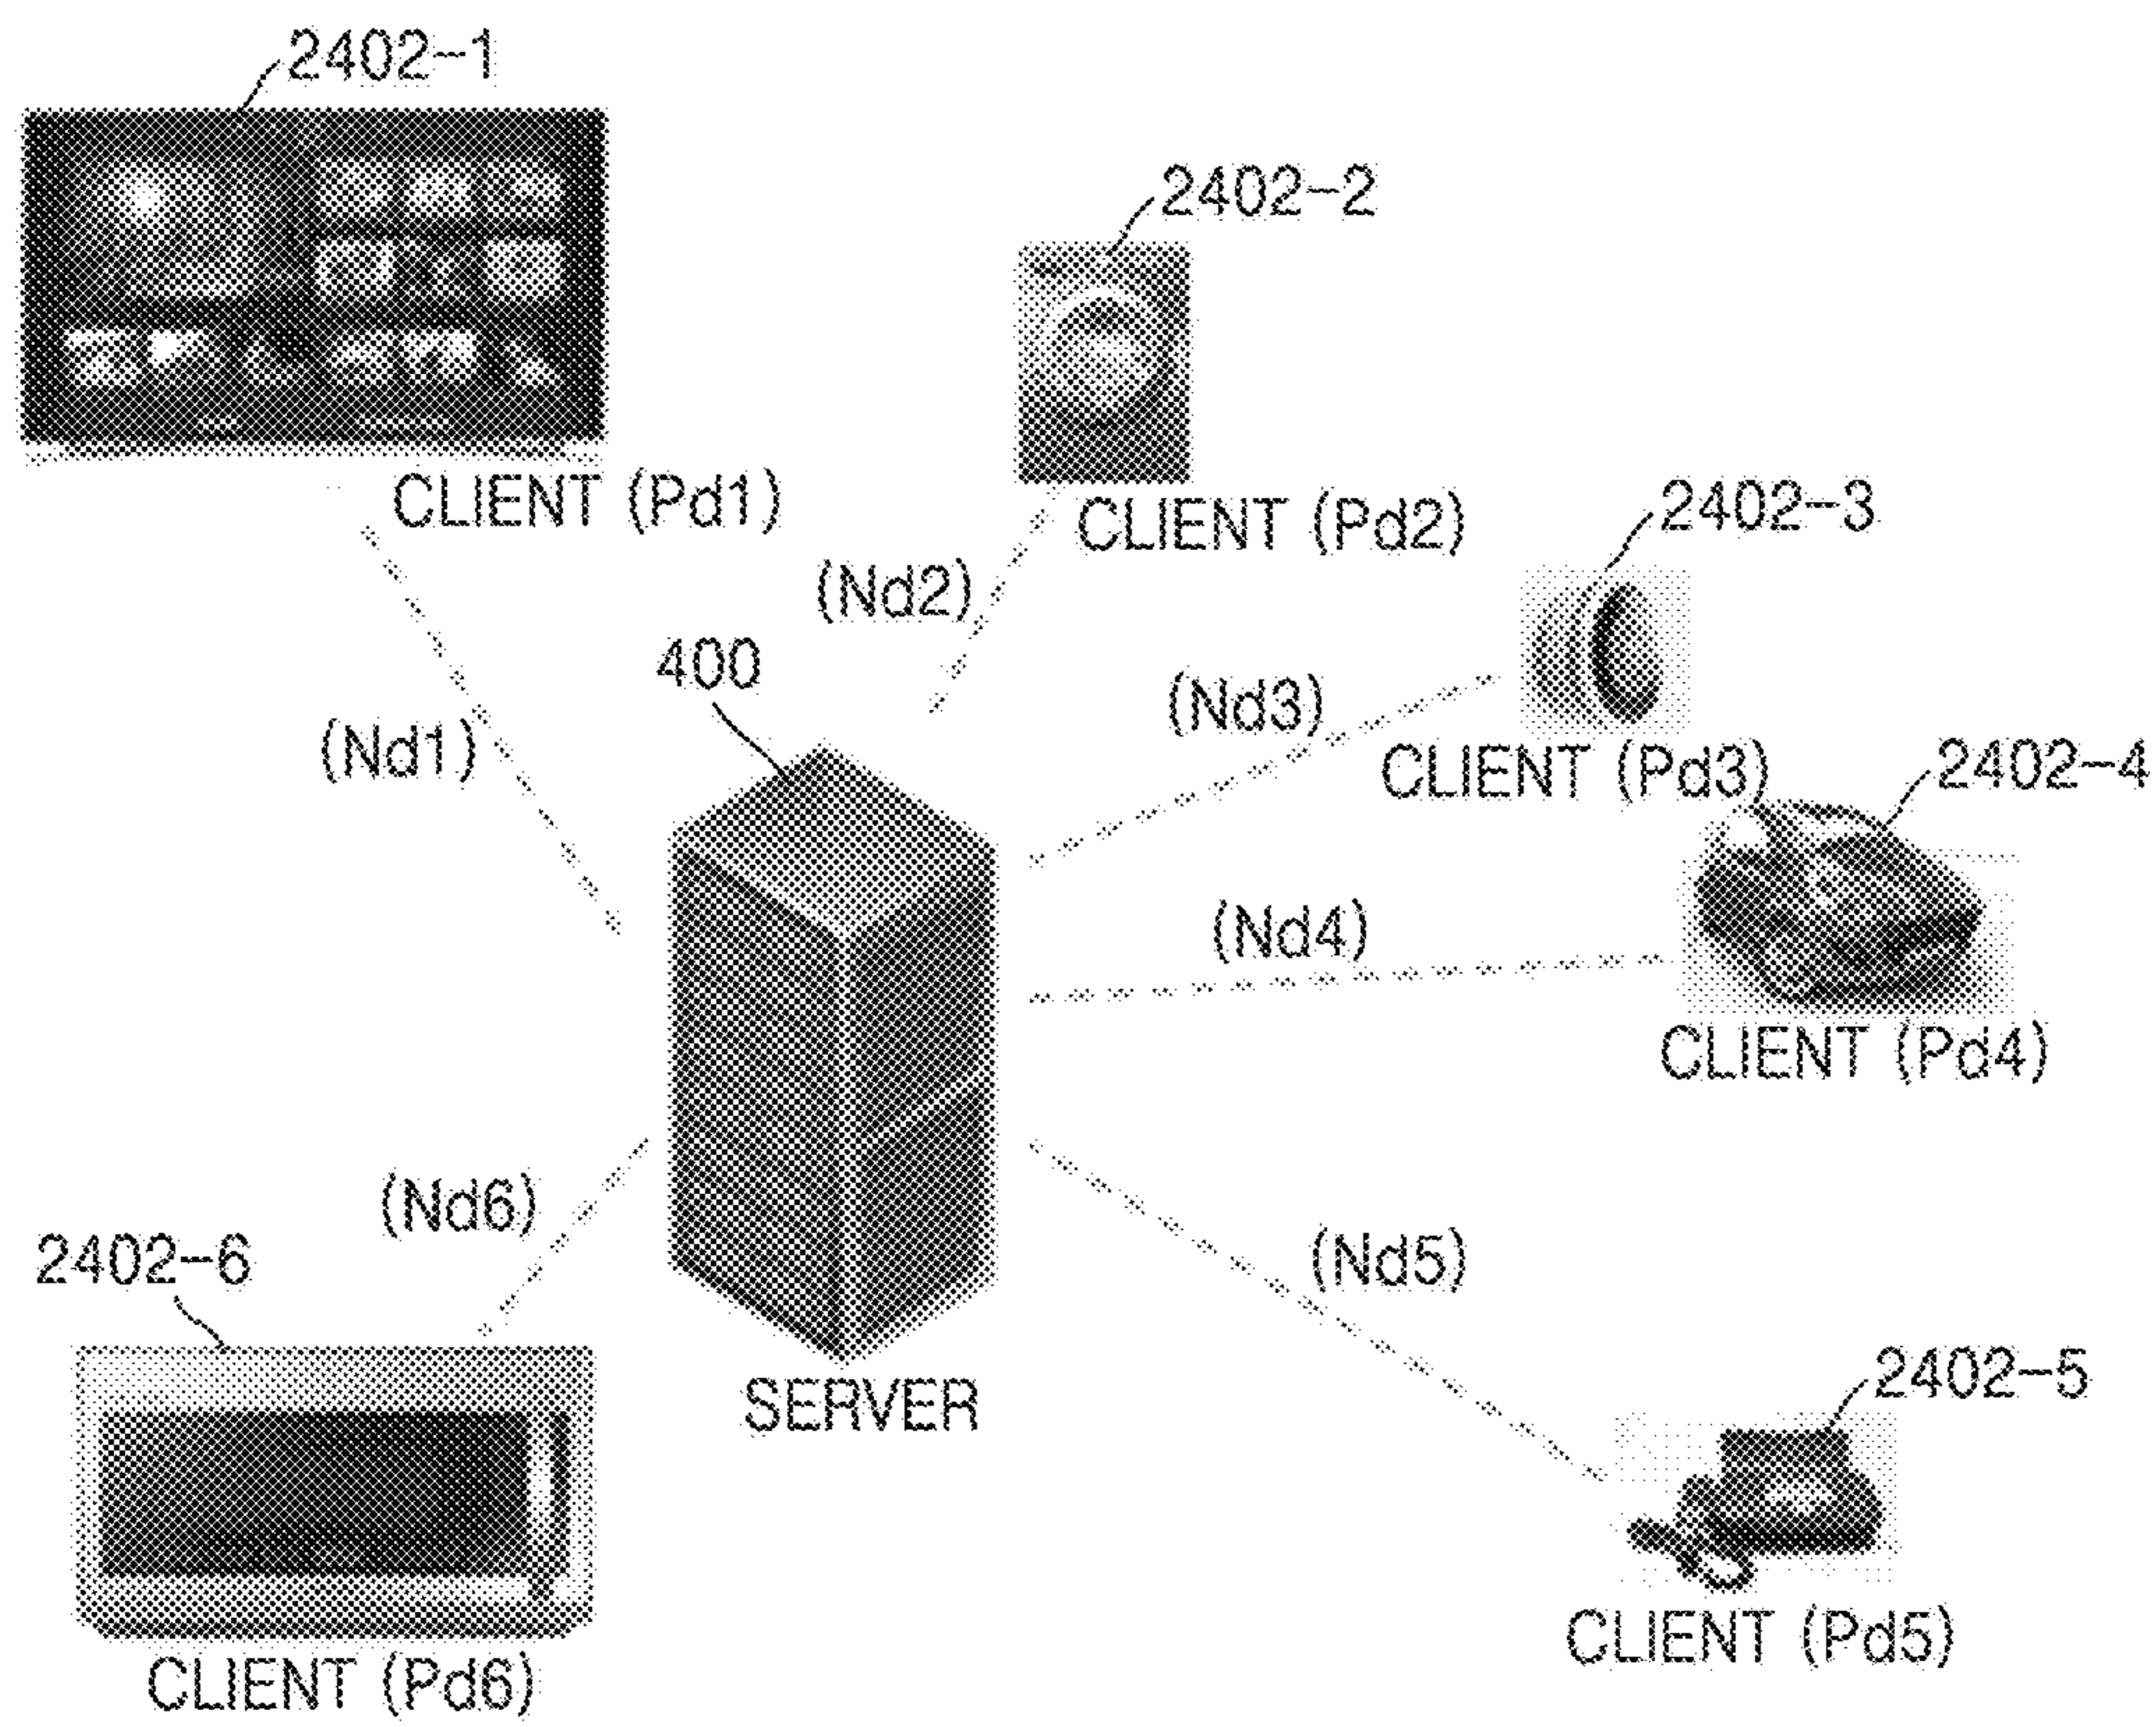 2402-1
2402-2
CLIENT (Pd1)
CLIENT (Pd2)
2402-3
(Nd2)
400
(Nd3)
(Nd1)
CLIENT (Pd3)
2402-4
(Nd4)
CLIENT (Pd4)
(Nd6)
2402-6
(Nd5)
SERVER
2402-5
CLIENT (Pd5)
CLIENT (Pd6)